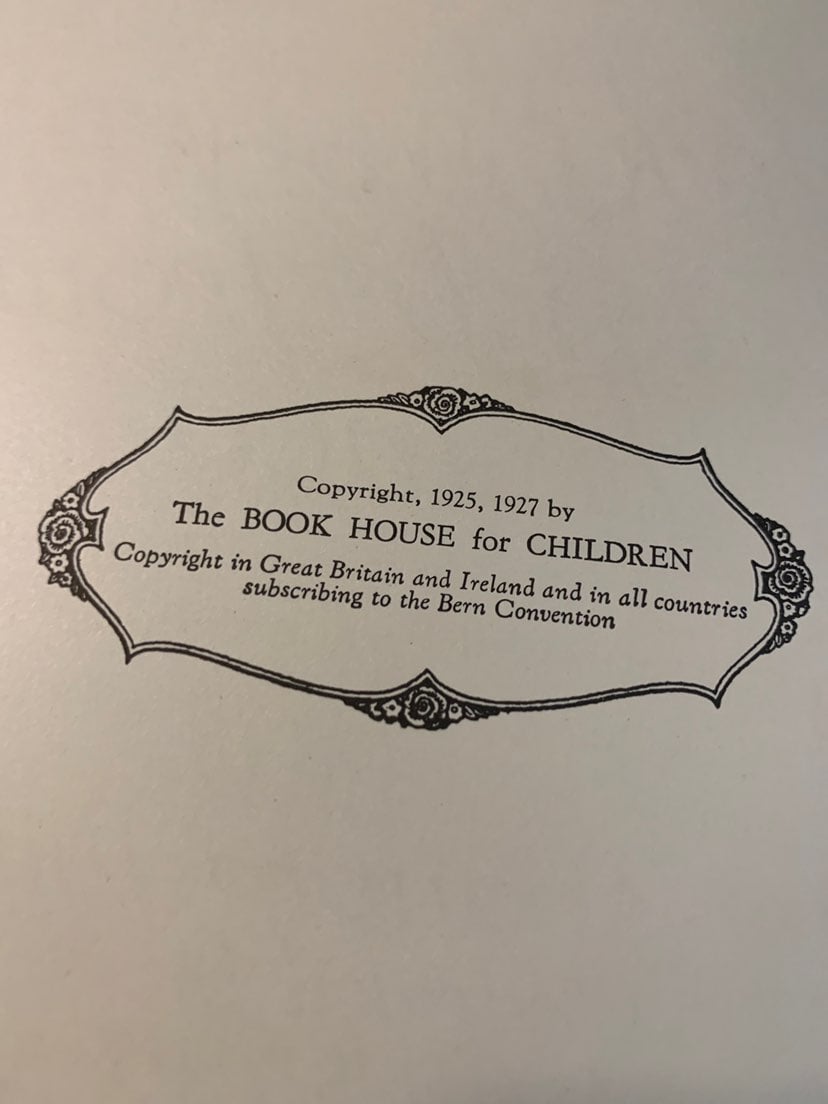 Copyright, 1925, 1927 by
The BOOK HOUSE for CHILDREN
Copyright in Great Britain and Ireland and in all countries
subscribing to the Bern Convention